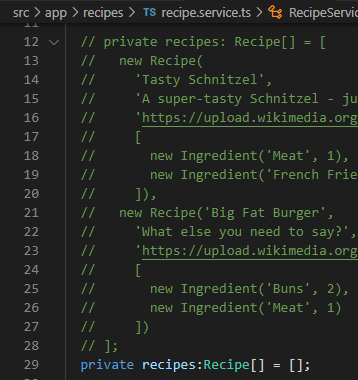 src > app > recipes > TS recipe.service.ts > RecipeServic
11
12 // private recipes: Recipe[] = [
13 //   new Recipe(
14 //     'Tasty Schnitzel',
15 //     'A super-tasty Schnitzel - ju
16 //     'https://upload.wikimedia.org
17 //     [
18 //       new Ingredient('Meat', 1),
19 //       new Ingredient('French Frie
20 //     ]),
21 //   new Recipe('Big Fat Burger',
22 //     'What else you need to say?',
23 //     'https://upload.wikimedia.org
24 //     [
25 //       new Ingredient('Buns', 2),
26 //       new Ingredient('Meat', 1)
27 //     ])
28 // ];
29 private recipes:Recipe[] = [];